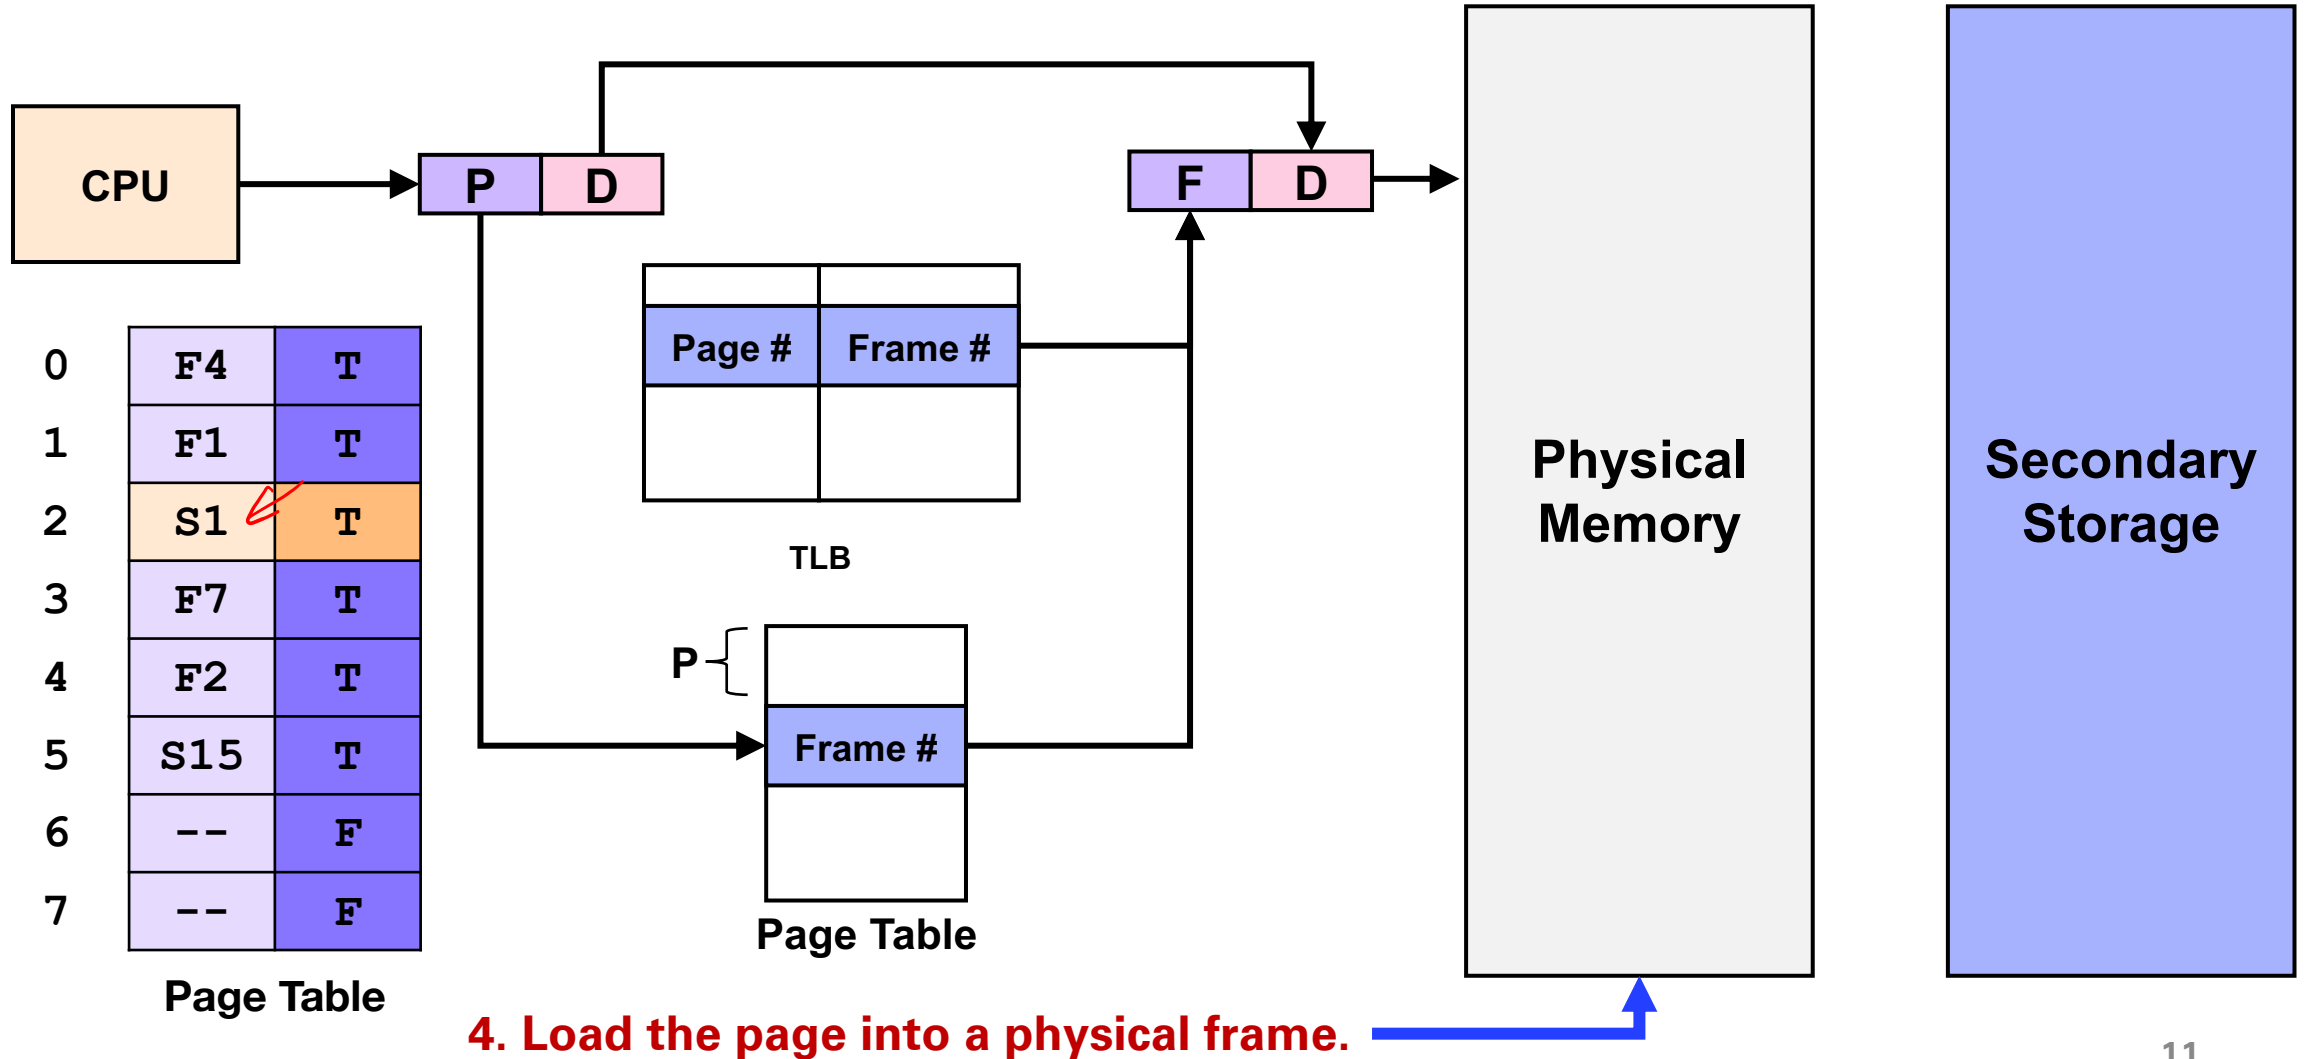 CPU
P D
F D
Page # Frame #
TLB
P
Frame #
Page Table
0 F4 T
1 F1 T
2 S1 T
3 F7 T
4 F2 T
5 S15 T
6 -- F
7 -- F
Page Table
Physical
Memory
Secondary
Storage
4. Load the page into a physical frame.
11